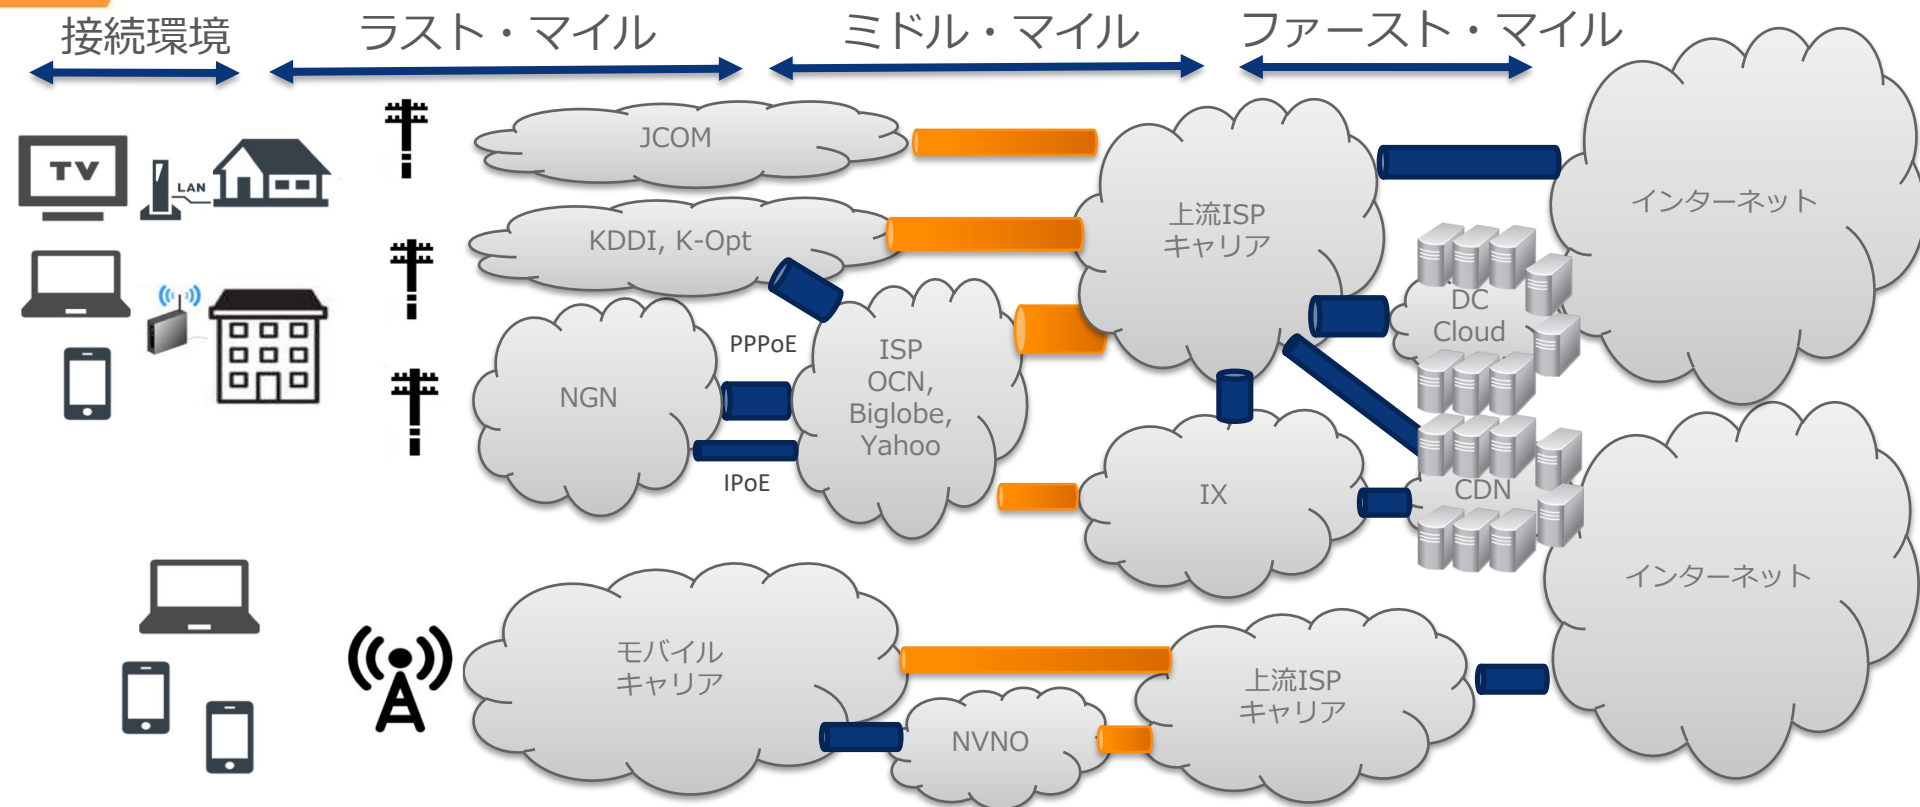 接続環境
ラスト・マイル
ミドル・マイル
ファースト・マイル
TV
LAN
JCOM
KDDI, K-Opt
NGN
PPPoE
IPoE
ISP
OCN,
Biglobe,
Yahoo
上流ISP
キャリア
IX
DC
Cloud
CDN
インターネット
インターネット
モバイル
キャリア
NVNO
上流ISP
キャリア